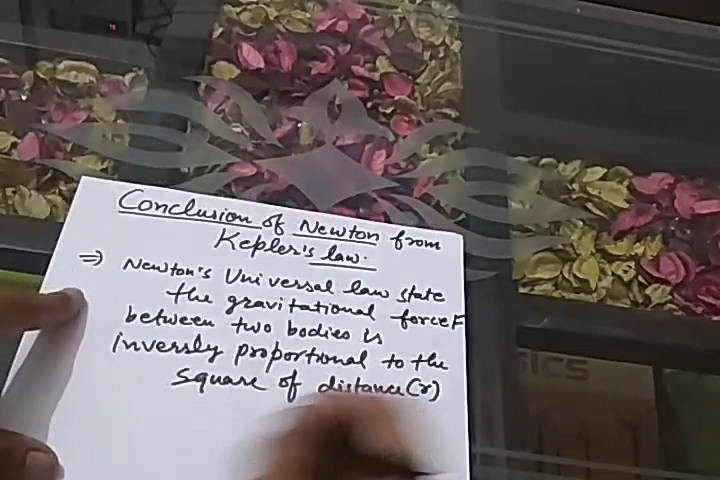 Conclusion of Newton from
Kepler's law.
⇒ Newton's Universal law state
the gravitational force F
between two bodies is
inversly proportional to the
square of distance (r)
SICS